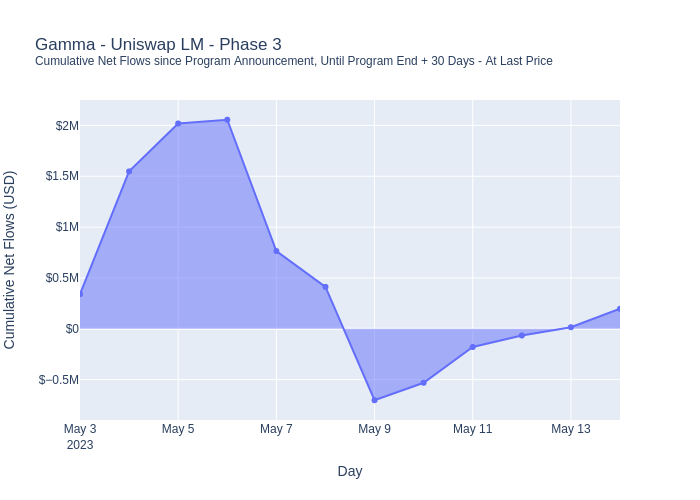 Gamma - Uniswap LM - Phase 3
Cumulative Net Flows since Program Announcement, Until Program End + 30 Days - At Last Price
Cumulative Net Flows (USD)
$2M
$1.5M
$1M
$0.5M
$0
$−0.5M
May 3
2023
May 5
May 7
May 9
May 11
May 13
Day